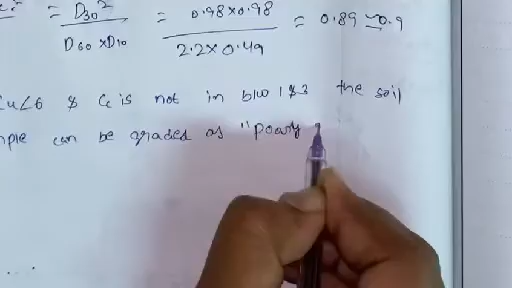 = D30² / D60 × D10 = 0.98×0.98 / 2.2×0.49 = 0.89 ~0.9
Cu<6 & Cc is not in b/w 1&3 the soil
mple can be graded as "poorly